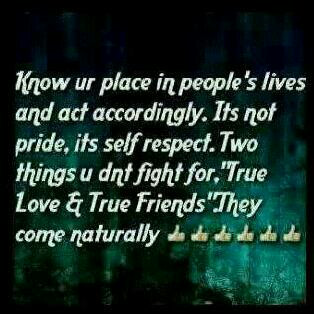 Know ur place in people's lives
and act accordingly. Its not
pride, its self respect. Two
things u dnt fight for,"True
Love & True Friends".They
come naturally 👍👍👍👍👍👍